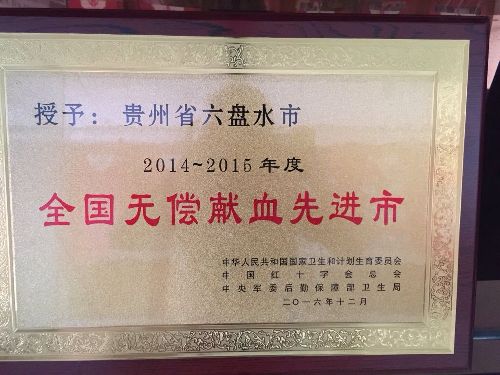 授予：贵州省六盘水市
2014~2015年度
全国无偿献血先进市
中华人民共和国国家卫生和计划生育委员会
中国红十字会总会
中央军委后勤保障部卫生局
二〇一六年十二月